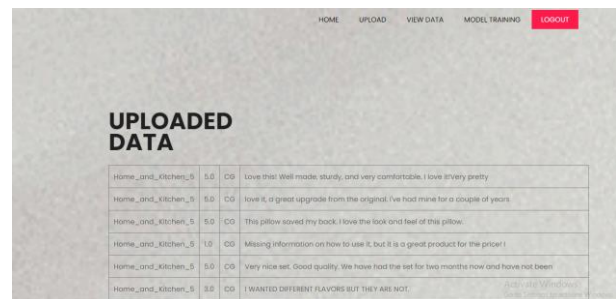 HOME UPLOAD VIEW DATA MODEL TRAINING LOGOUT
UPLOADED
DATA
Home_and_Kitchen_5 5.0 CG Love this! Well made, sturdy, and very comfortable. I love it!Very pretty
Home_and_Kitchen_5 5.0 CG love it, a great upgrade from the original. I've had mine for a couple of years
Home_and_Kitchen_5 5.0 CG This pillow saved my back. I love the look and feel of this pillow.
Home_and_Kitchen_5 1.0 CG Missing information on how to use it, but it is a great product for the price! I
Home_and_Kitchen_5 5.0 CG Very nice set. Good quality. We have had the set for two months now and have not been
Home_and_Kitchen_5 3.0 CG I WANTED DIFFERENT FLAVORS BUT THEY ARE NOT.
Activate Windows